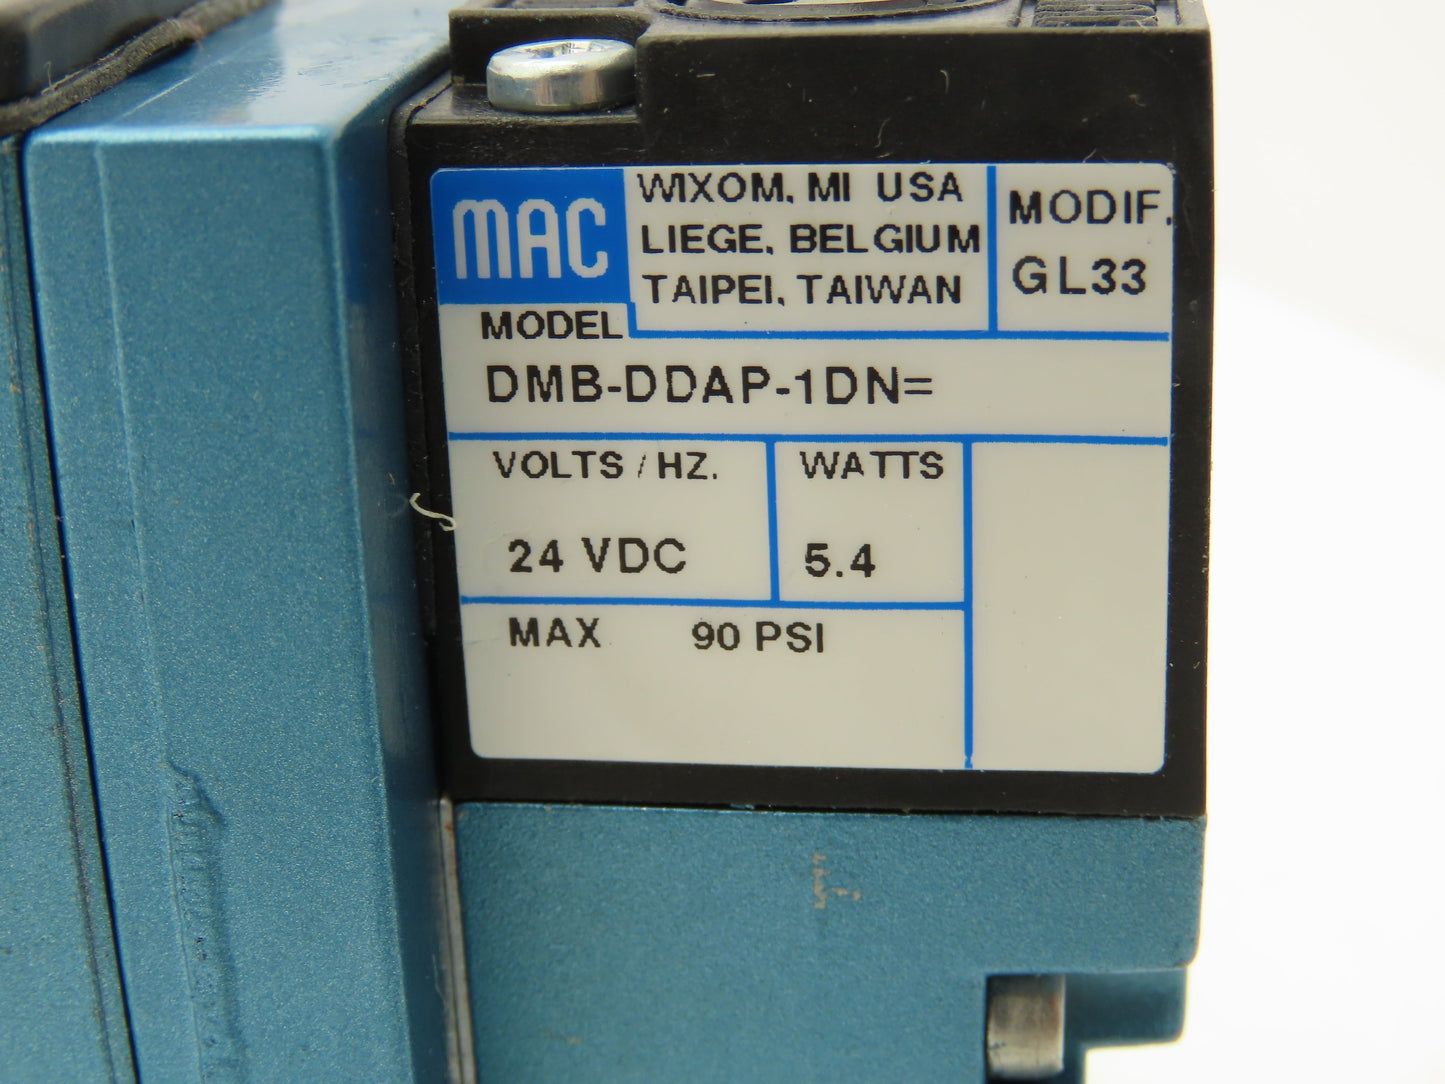 MAC
WIXOM, MI USA
LIEGE, BELGIUM
TAIPEI, TAIWAN
MODIF.
GL33
MODEL
DMB-DDAP-1DN=
VOLTS / HZ.
WATTS
24 VDC
5.4
MAX 90 PSI